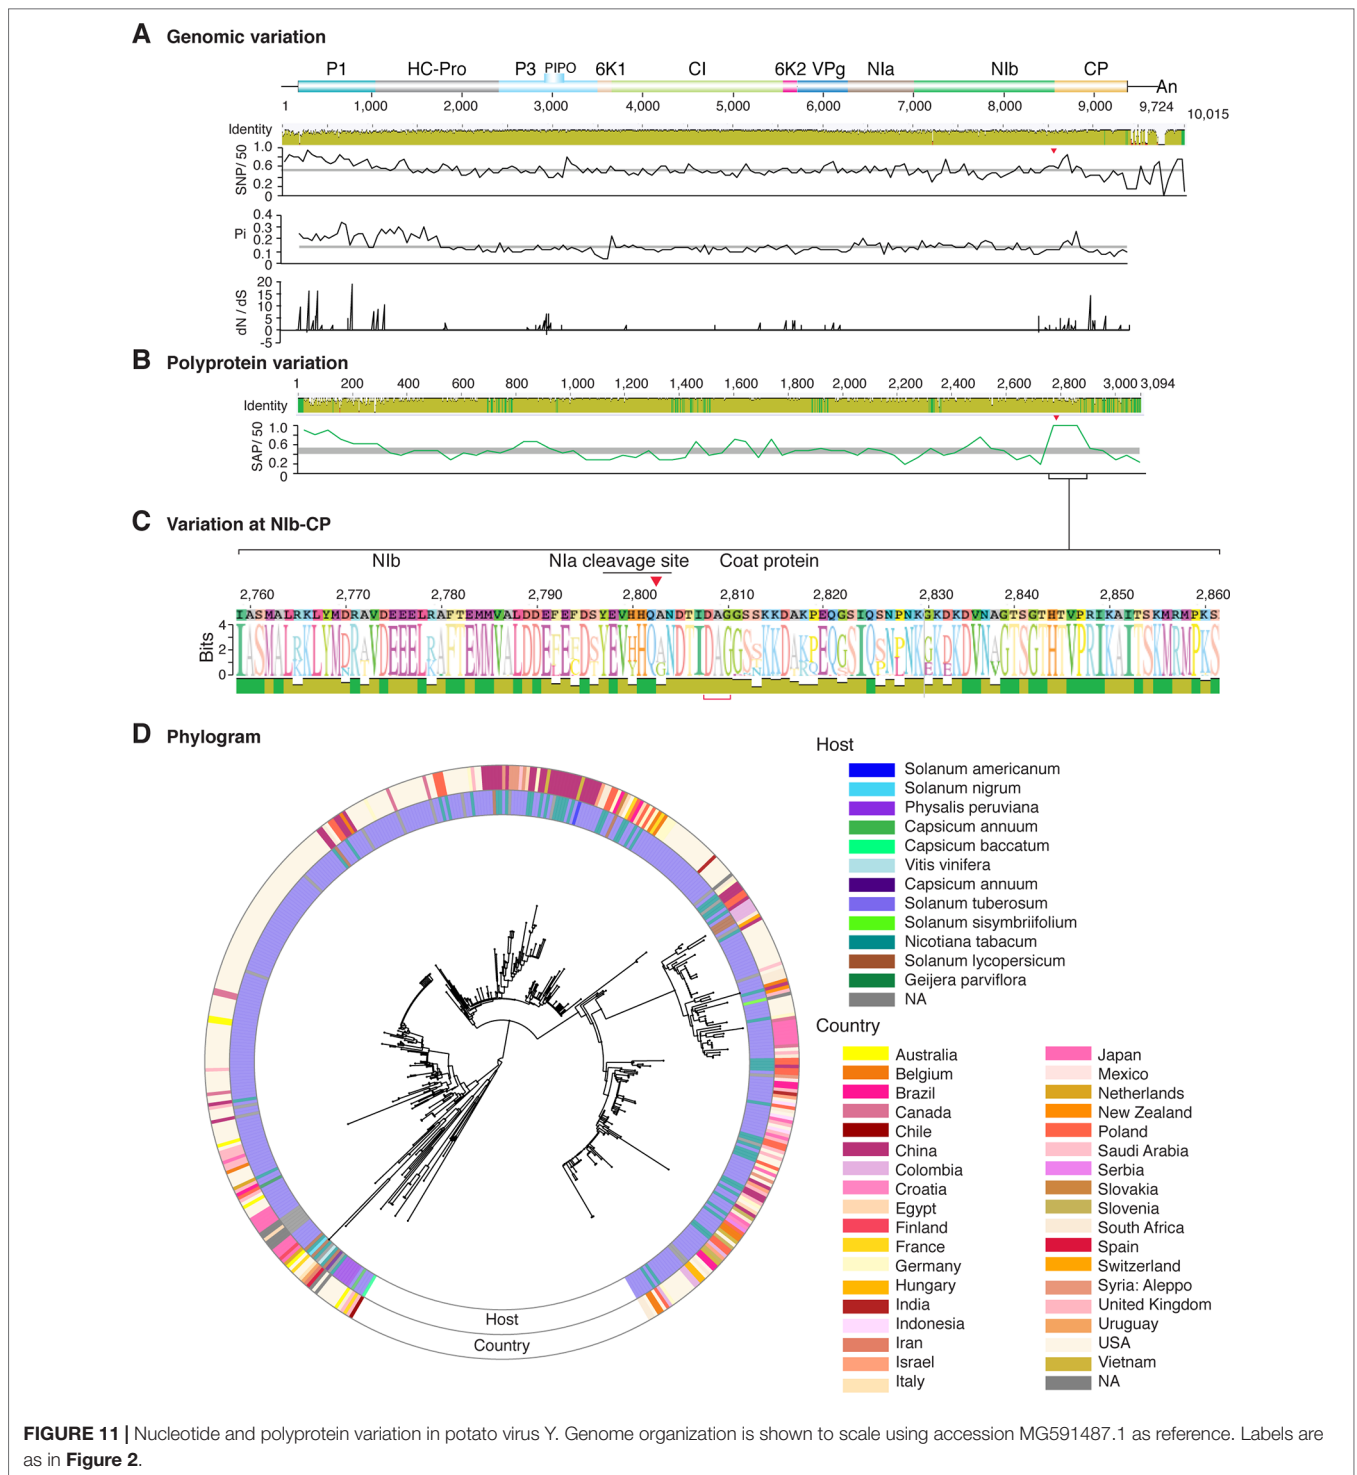 A Genomic variation
P1 HC-Pro P3 PIPO 6K1 CI 6K2 VPg NIa NIb CP An
1 1,000 2,000 3,000 4,000 5,000 6,000 7,000 8,000 9,000 9,724 10,015
Identity
SNP/ 50
1.0
0.6
0.2
0
Pi
0.4
0.3
0.2
0.1
0
dN / dS
20
15
10
5
0
-5
B Polyprotein variation
1 200 400 600 800 1,000 1,200 1,400 1,600 1,800 2,000 2,200 2,400 2,600 2,800 3,000 3,094
Identity
SAP/ 50
1.0
0.6
0.2
0
C Variation at NIb-CP
NIb NIa cleavage site Coat protein
2,760 2,770 2,780 2,790 2,800 2,810 2,820 2,830 2,840 2,850 2,860
IASMALRKLYMDRAVDEEELRAFTEMMVALDDEFEFDSYEVHHQANDTIDAGGSSKKDAKPEQGSIQSNPNKGKDKDVNAGTSGTHTVPRIKAITSKMRMPKS
Bits
4
2
0
D Phylogram
Host
Solanum americanum
Solanum nigrum
Physalis peruviana
Capsicum annuum
Capsicum baccatum
Vitis vinifera
Capsicum annuum
Solanum tuberosum
Solanum sisymbriifolium
Nicotiana tabacum
Solanum lycopersicum
Geijera parviflora
NA
Country
Australia
Belgium
Brazil
Canada
Chile
China
Colombia
Croatia
Egypt
Finland
France
Germany
Hungary
India
Indonesia
Iran
Israel
Italy
Japan
Mexico
Netherlands
New Zealand
Poland
Saudi Arabia
Serbia
Slovakia
Slovenia
South Africa
Spain
Switzerland
Syria: Aleppo
United Kingdom
Uruguay
USA
Vietnam
NA
Host
Country
FIGURE 11 | Nucleotide and polyprotein variation in potato virus Y. Genome organization is shown to scale using accession MG591487.1 as reference. Labels are
as in Figure 2.